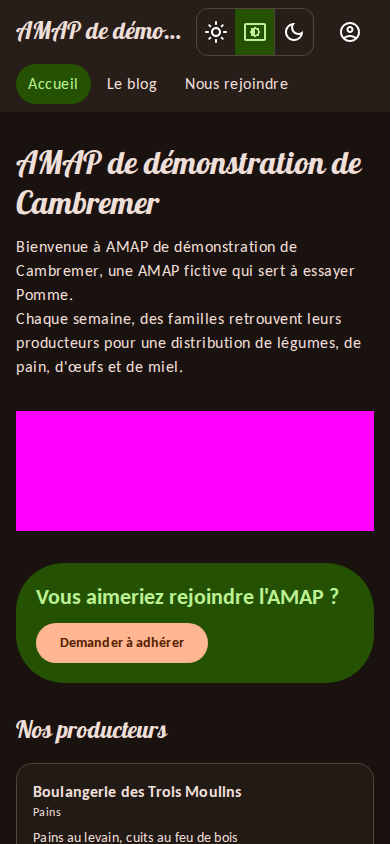 AMAP de démo...
Accueil
Le blog
Nous rejoindre
AMAP de démonstration de
Cambremer
Bienvenue à AMAP de démonstration de
Cambremer, une AMAP fictive qui sert à essayer
Pomme.
Chaque semaine, des familles retrouvent leurs
producteurs pour une distribution de légumes, de
pain, d'œufs et de miel.
Vous aimeriez rejoindre l'AMAP ?
Demander à adhérer
Nos producteurs
Boulangerie des Trois Moulins
Pains
Pains au levain, cuits au feu de bois